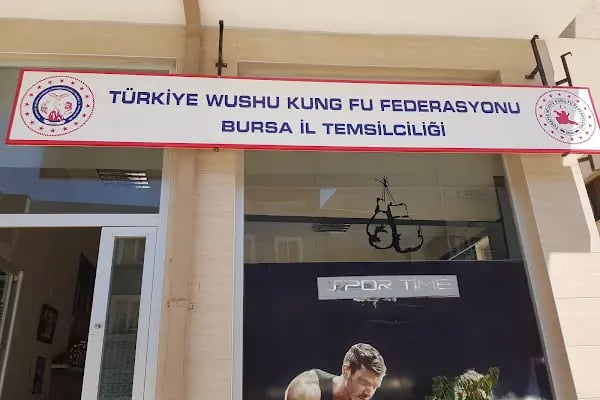 TÜRKİYE WUSHU KUNG FU FEDERASYONU
BURSA İL TEMSİLCİLİĞİ
SPOR TIME